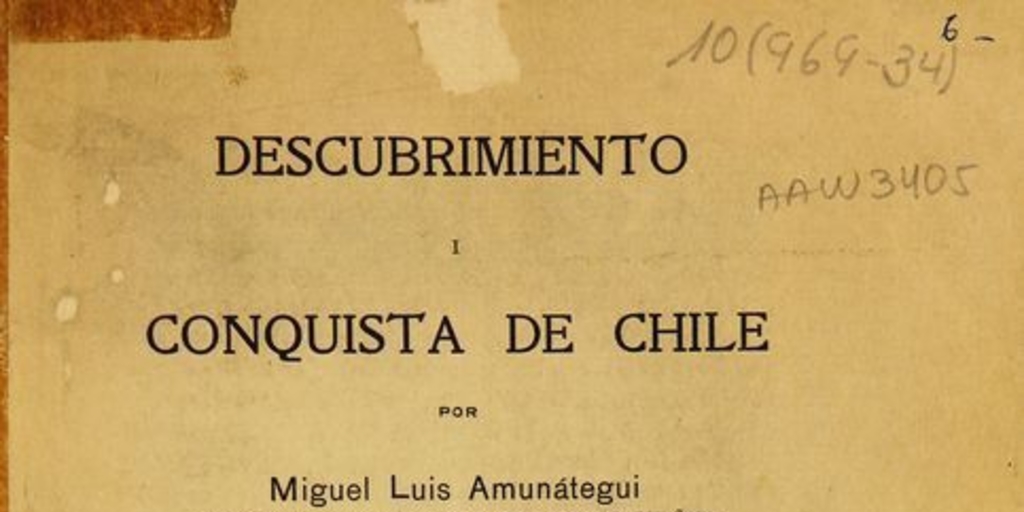 6-
10(969-34)
DESCUBRIMIENTO
AAW3405
I
CONQUISTA DE CHILE
POR
Miguel Luis Amunátegui